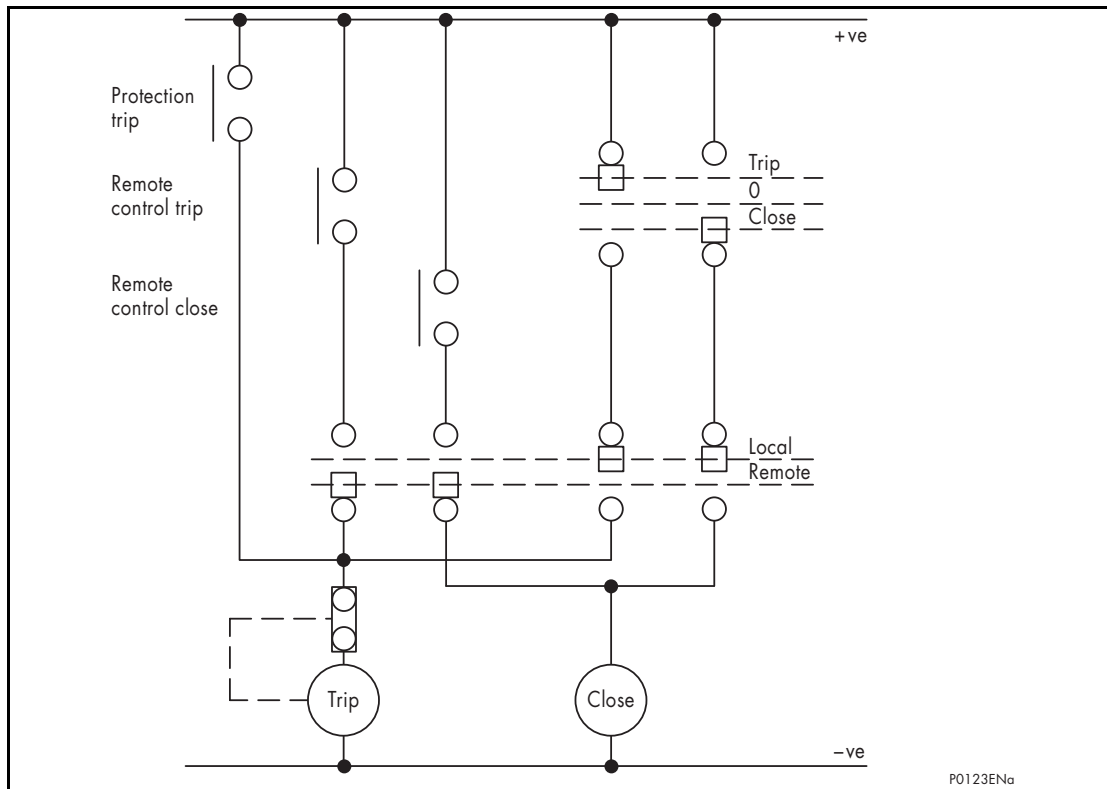 +ve
Protection
trip
Trip
Remote
control trip
0
Close
Remote
control close
Local
Remote
Trip
Close
–ve
P0123ENa